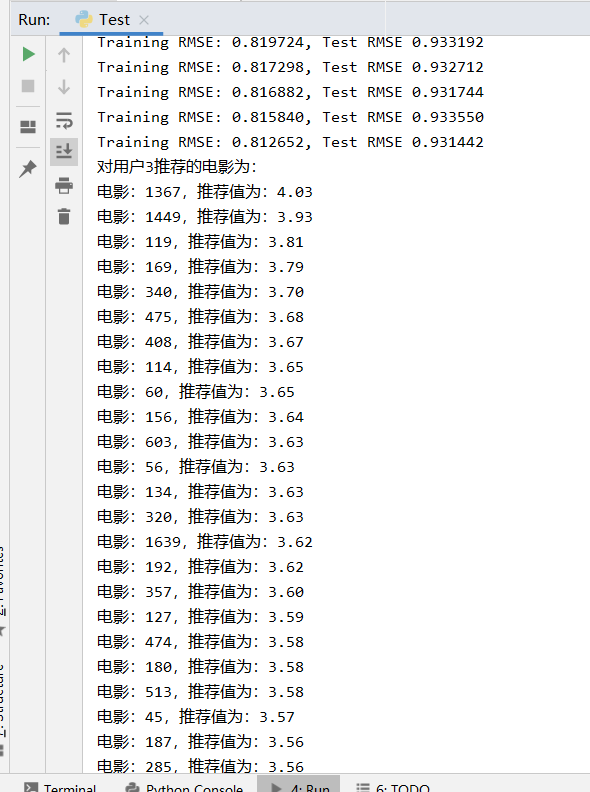 Run:
Test
Training RMSE: 0.819724, Test RMSE 0.933192
Training RMSE: 0.817298, Test RMSE 0.932712
Training RMSE: 0.816882, Test RMSE 0.931744
Training RMSE: 0.815840, Test RMSE 0.933550
Training RMSE: 0.812652, Test RMSE 0.931442
对用户3推荐的电影为:
电影: 1367, 推荐值为: 4.03
电影: 1449, 推荐值为: 3.93
电影: 119, 推荐值为: 3.81
电影: 169, 推荐值为: 3.79
电影: 340, 推荐值为: 3.70
电影: 475, 推荐值为: 3.68
电影: 408, 推荐值为: 3.67
电影: 114, 推荐值为: 3.65
电影: 60, 推荐值为: 3.65
电影: 156, 推荐值为: 3.64
电影: 603, 推荐值为: 3.63
电影: 56, 推荐值为: 3.63
电影: 134, 推荐值为: 3.63
电影: 320, 推荐值为: 3.63
电影: 1639, 推荐值为: 3.62
电影: 192, 推荐值为: 3.62
电影: 357, 推荐值为: 3.60
电影: 127, 推荐值为: 3.59
电影: 474, 推荐值为: 3.58
电影: 180, 推荐值为: 3.58
电影: 513, 推荐值为: 3.58
电影: 45, 推荐值为: 3.57
电影: 187, 推荐值为: 3.56
电影: 285, 推荐值为: 3.56
2: Favorites
7: Structure
Terminal
Python Console
4: Run
6: TODO